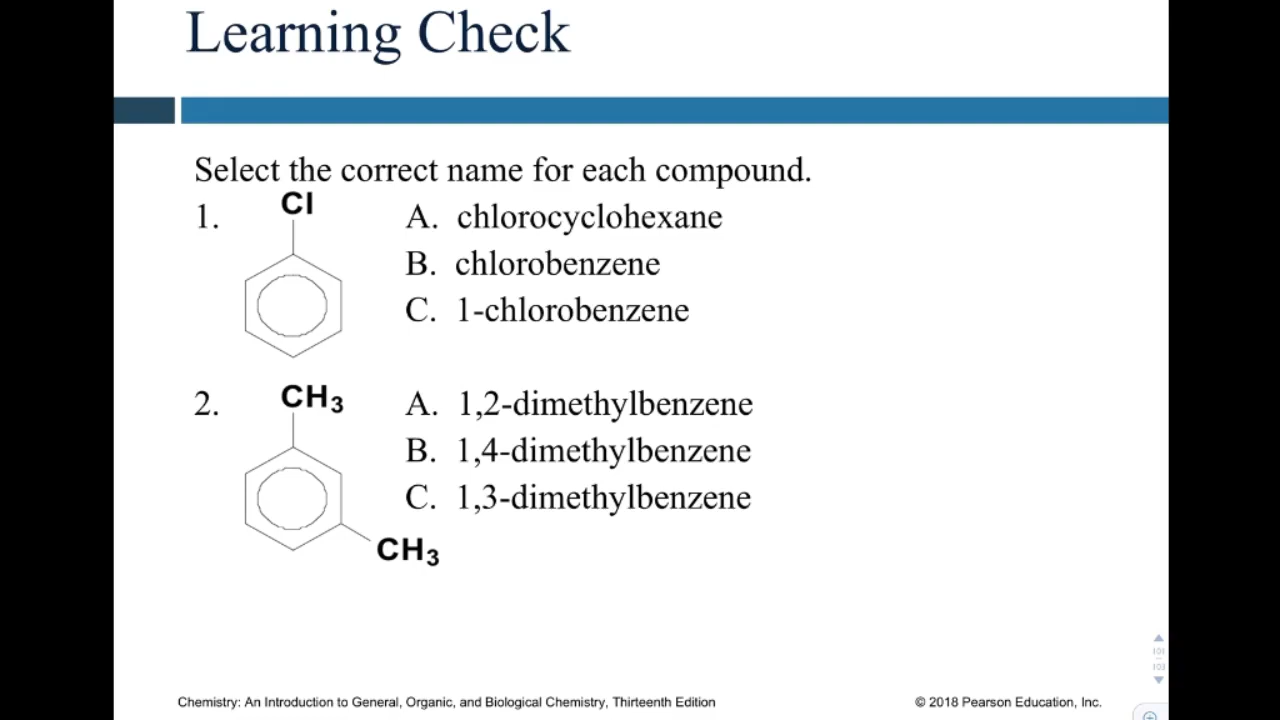 Learning Check
Select the correct name for each compound.
1.
Cl
A. chlorocyclohexane
B. chlorobenzene
C. 1-chlorobenzene
2.
CH3
A. 1,2-dimethylbenzene
B. 1,4-dimethylbenzene
C. 1,3-dimethylbenzene
CH3
101
103
Chemistry: An Introduction to General, Organic, and Biological Chemistry, Thirteenth Edition
© 2018 Pearson Education, Inc.